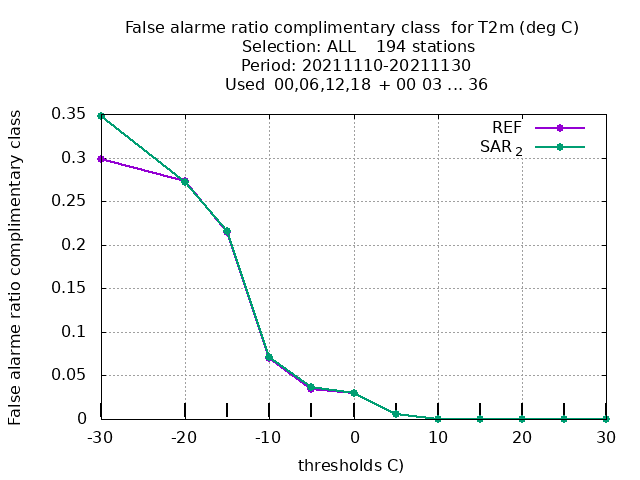 False alarme ratio complimentary class  for T2m (deg C)
Selection: ALL    194 stations
Period: 20211110-20211130
Used  00,06,12,18  + 00 03 ... 36
False alarme ratio complimentary class
0.35
0.3
0.25
0.2
0.15
0.1
0.05
0
REF
SAR 2
-30 -20 -10 0 10 20 30
thresholds C)